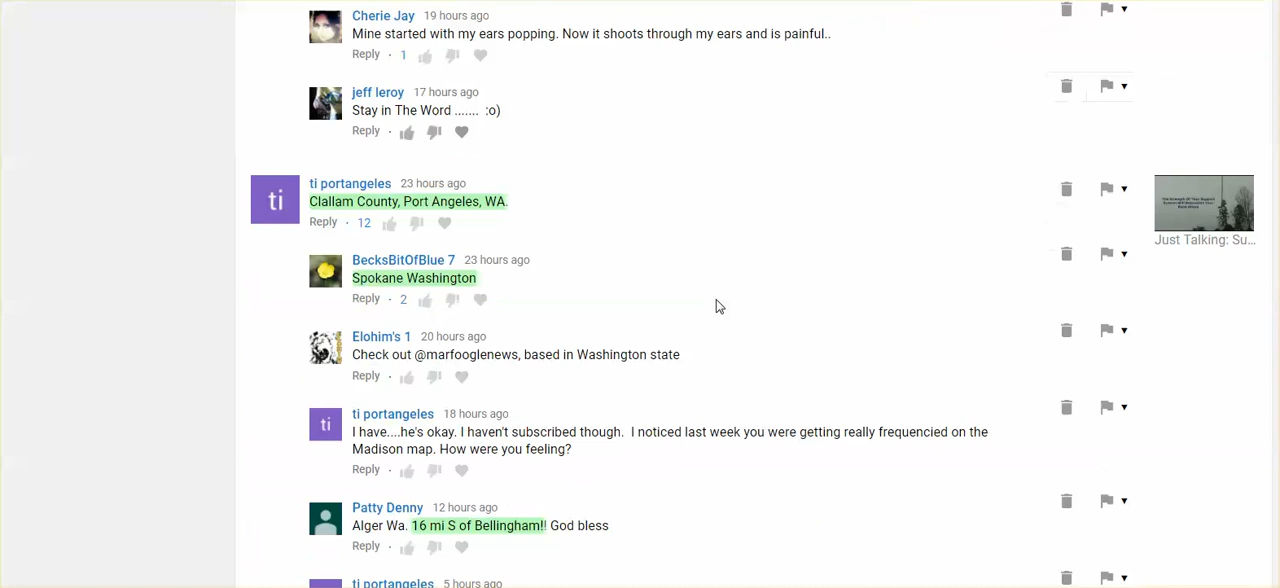 Cherie Jay 19 hours ago
Mine started with my ears popping. Now it shoots through my ears and is painful..
Reply · 1
jeff leroy 17 hours ago
Stay in The Word ....... :o)
Reply ·
ti portangeles 23 hours ago
ti
Clallam County, Port Angeles, WA.
Reply · 12
Just Talking: Su...
BecksBitOfBlue 7 23 hours ago
Spokane Washington
Reply · 2
Elohim's 1 20 hours ago
Check out @marfooglenews, based in Washington state
Reply ·
ti portangeles 18 hours ago
ti
I have....he's okay. I haven't subscribed though. I noticed last week you were getting really frequencied on the
Madison map. How were you feeling?
Reply ·
Patty Denny 12 hours ago
Alger Wa. 16 mi S of Bellingham!! God bless
Reply ·
ti portangeles 5 hours ago